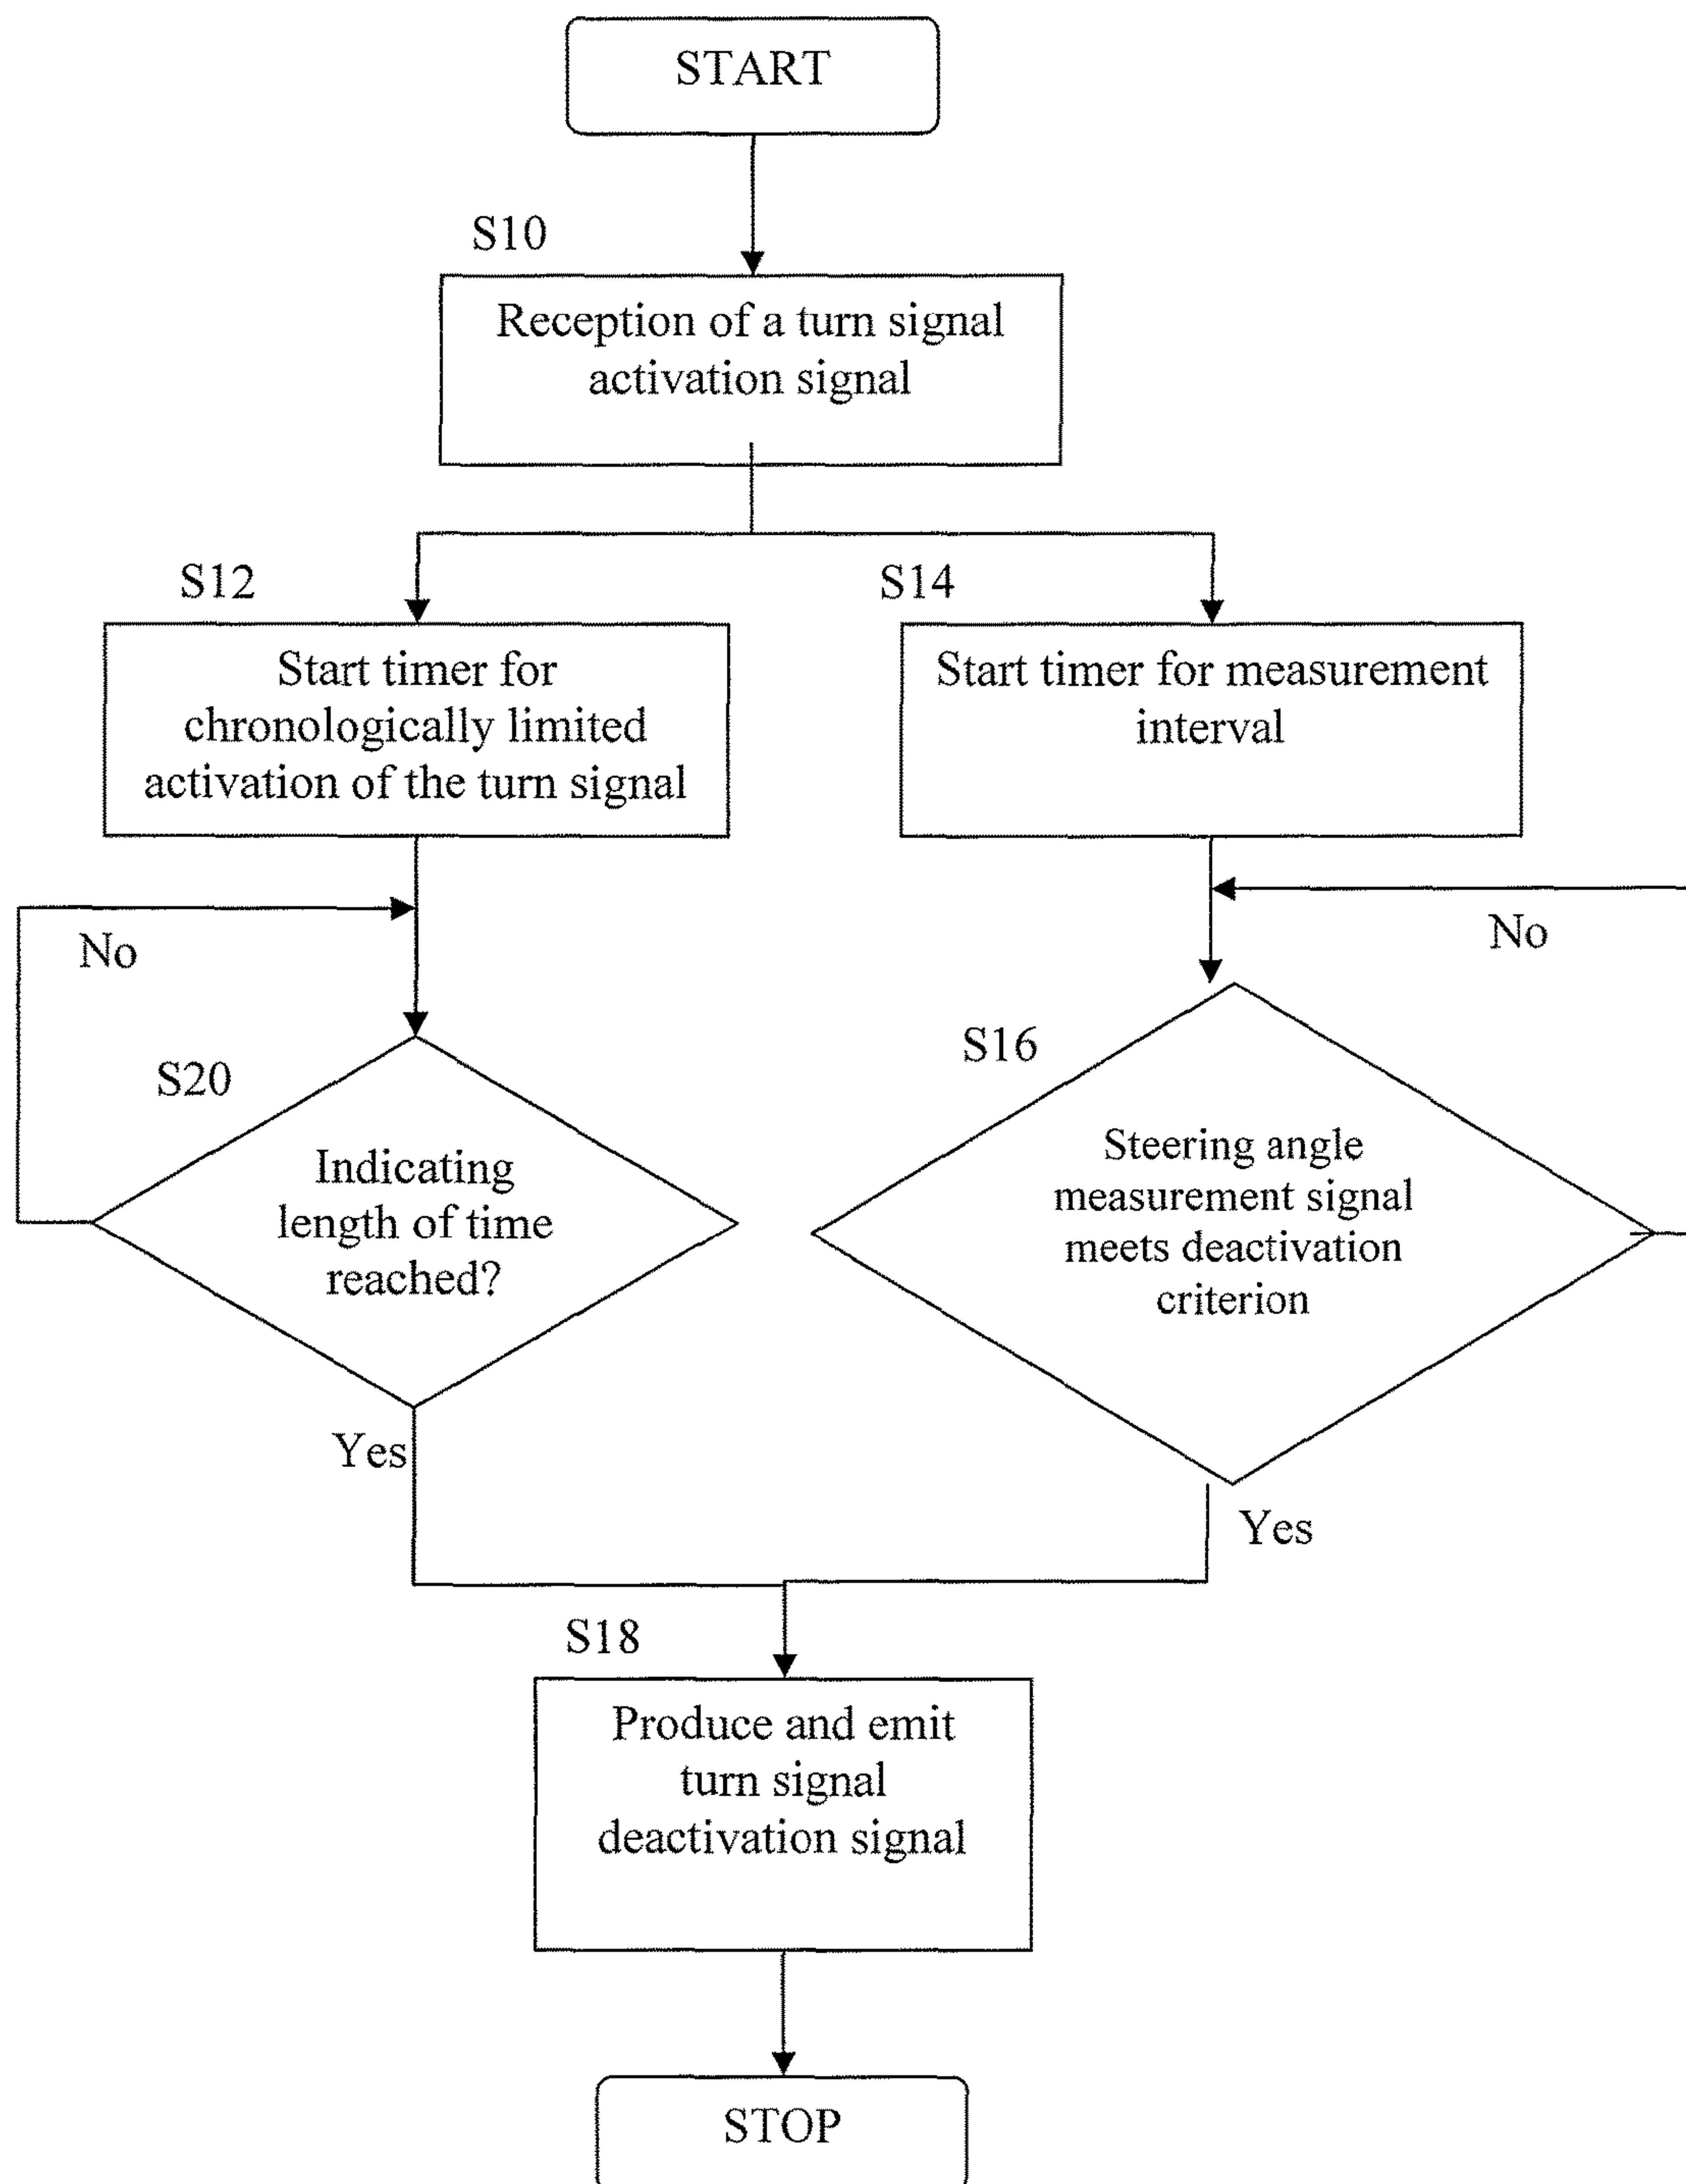 START
S10
Reception of a turn signal
activation signal
S12
Start timer for
chronologically limited
activation of the turn signal
S14
Start timer for measurement
interval
No
No
S20
Indicating
length of time
reached?
S16
Steering angle
measurement signal
meets deactivation
criterion
Yes
Yes
S18
Produce and emit
turn signal
deactivation signal
STOP